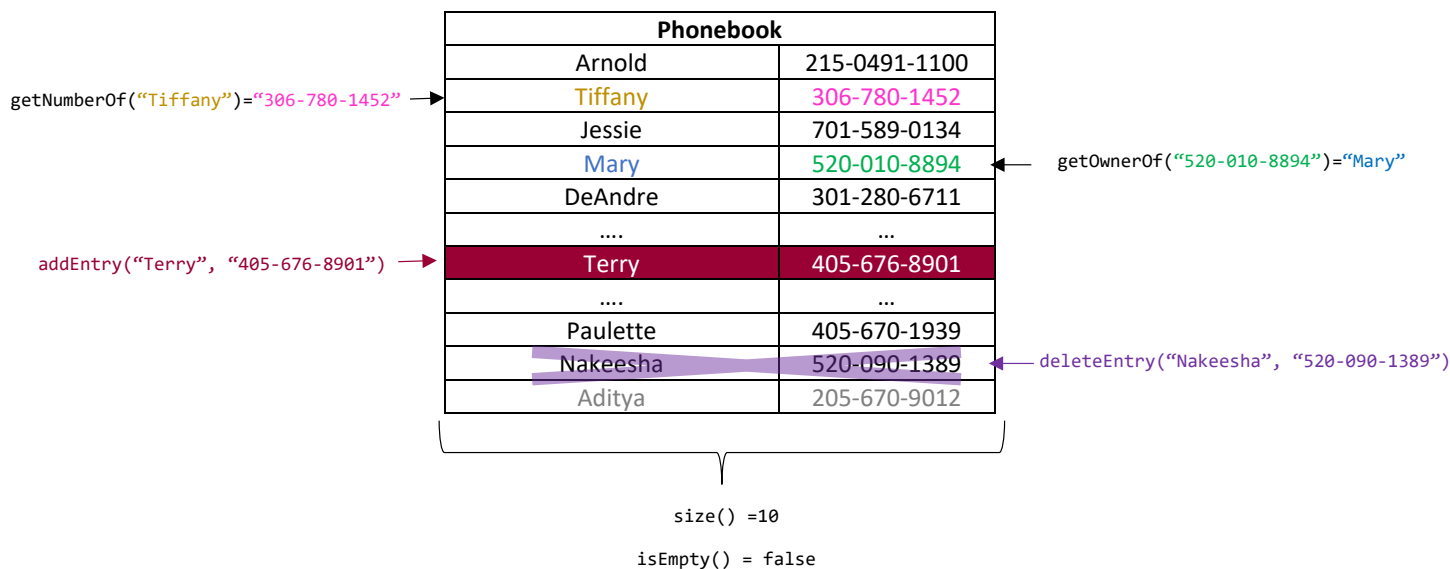 Phonebook
Arnold 215-0491-1100
getNumberOf(“Tiffany”)=“306-780-1452” Tiffany 306-780-1452
Jessie 701-589-0134
Mary 520-010-8894 getOwnerOf(“520-010-8894”)=“Mary”
DeAndre 301-280-6711
…. …
addEntry(“Terry”, “405-676-8901”) Terry 405-676-8901
…. …
Paulette 405-670-1939
Nakeesha 520-090-1389 deleteEntry(“Nakeesha”, “520-090-1389”)
Aditya 205-670-9012
size() =10
isEmpty() = false